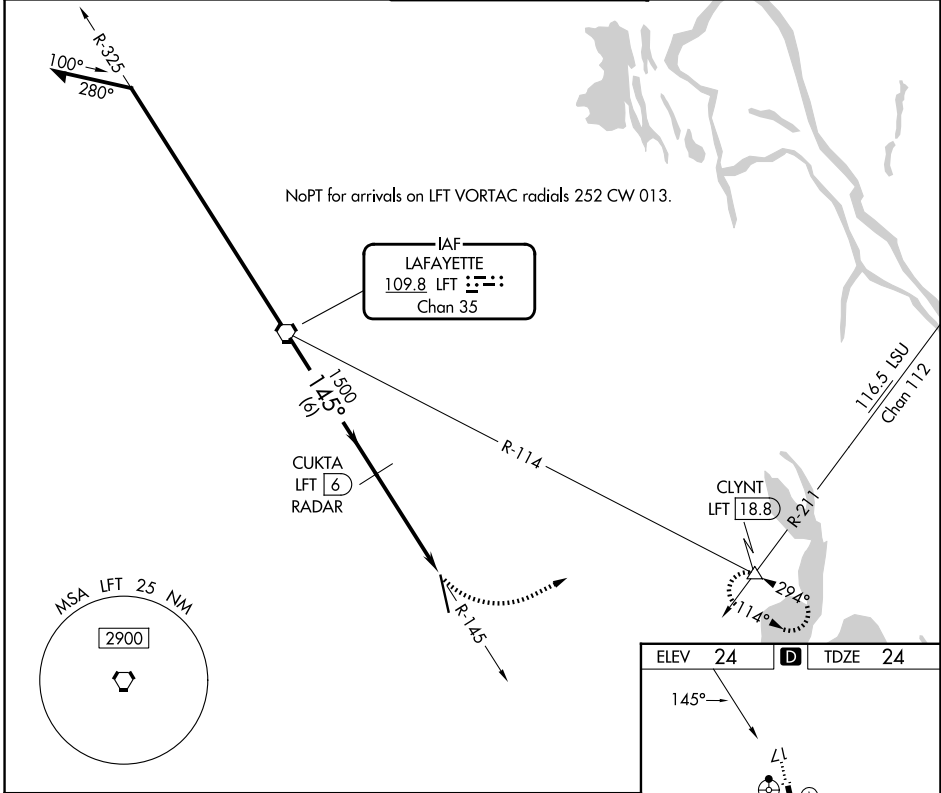 R-325
100°
280°
NoPT for arrivals on LFT VORTAC radials 252 CW 013.
IAF
LAFAYETTE
109.8 LFT
Chan 35
116.5 LSU
Chan 112
1500
145°
(6)
R-114
CUKTA
LFT 6
RADAR
CLYNT
LFT 18.8
R-211
294°
114°
R-145
MSA LFT 25 NM
2900
ELEV 24 D TDZE 24
145°
17